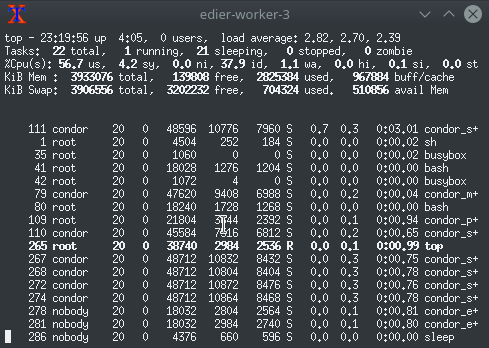 edier-worker-3
top - 23:19:56 up 4:05, 0 users, load average: 2.82, 2.70, 2.39
Tasks: 22 total, 1 running, 21 sleeping, 0 stopped, 0 zombie
%Cpu(s): 56.7 us, 4.2 sy, 0.0 ni, 37.9 id, 1.1 wa, 0.0 hi, 0.1 si, 0.0 st
KiB Mem : 3933076 total, 139808 free, 2825384 used, 967884 buff/cache
KiB Swap: 3906556 total, 3202232 free, 704324 used. 510856 avail Mem
111 condor 20 0 48596 10776 7960 S 0.7 0.3 0:03.01 condor_s+
1 root 20 0 4504 252 184 S 0.0 0.0 0:00.02 sh
35 root 20 0 1060 0 0 S 0.0 0.0 0:00.02 busybox
41 root 20 0 18028 1276 1204 S 0.0 0.0 0:00.00 bash
42 root 20 0 1072 4 0 S 0.0 0.0 0:00.00 busybox
79 condor 20 0 47620 9408 6988 S 0.0 0.2 0:00.04 condor_m+
80 root 20 0 18240 1728 1268 S 0.0 0.0 0:00.00 bash
109 root 20 0 21804 3744 2392 S 0.0 0.1 0:00.94 condor_p+
110 condor 20 0 45584 7916 6812 S 0.0 0.2 0:00.65 condor_s+
265 root 20 0 38740 2984 2536 R 0.0 0.1 0:00.99 top
267 condor 20 0 48712 10832 8432 S 0.0 0.3 0:00.75 condor_s+
268 condor 20 0 48712 10804 8404 S 0.0 0.3 0:00.78 condor_s+
272 condor 20 0 48712 10872 8476 S 0.0 0.3 0:00.76 condor_s+
274 condor 20 0 48712 10868 8468 S 0.0 0.3 0:00.78 condor_s+
278 nobody 20 0 18032 2804 2564 S 0.0 0.1 0:00.81 condor_e+
281 nobody 20 0 18032 2984 2740 S 0.0 0.1 0:00.80 condor_e+
286 nobody 20 0 4376 660 596 S 0.0 0.0 0:00.00 sleep